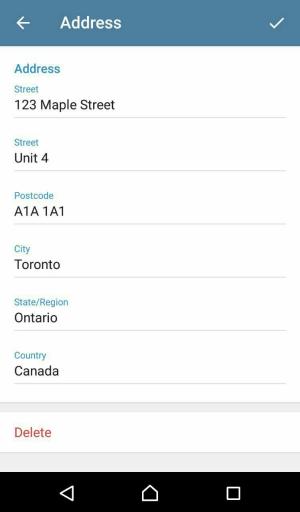 Address
Address
Street
123 Maple Street
Street
Unit 4
Postcode
A1A 1A1
City
Toronto
State/Region
Ontario
Country
Canada
Delete